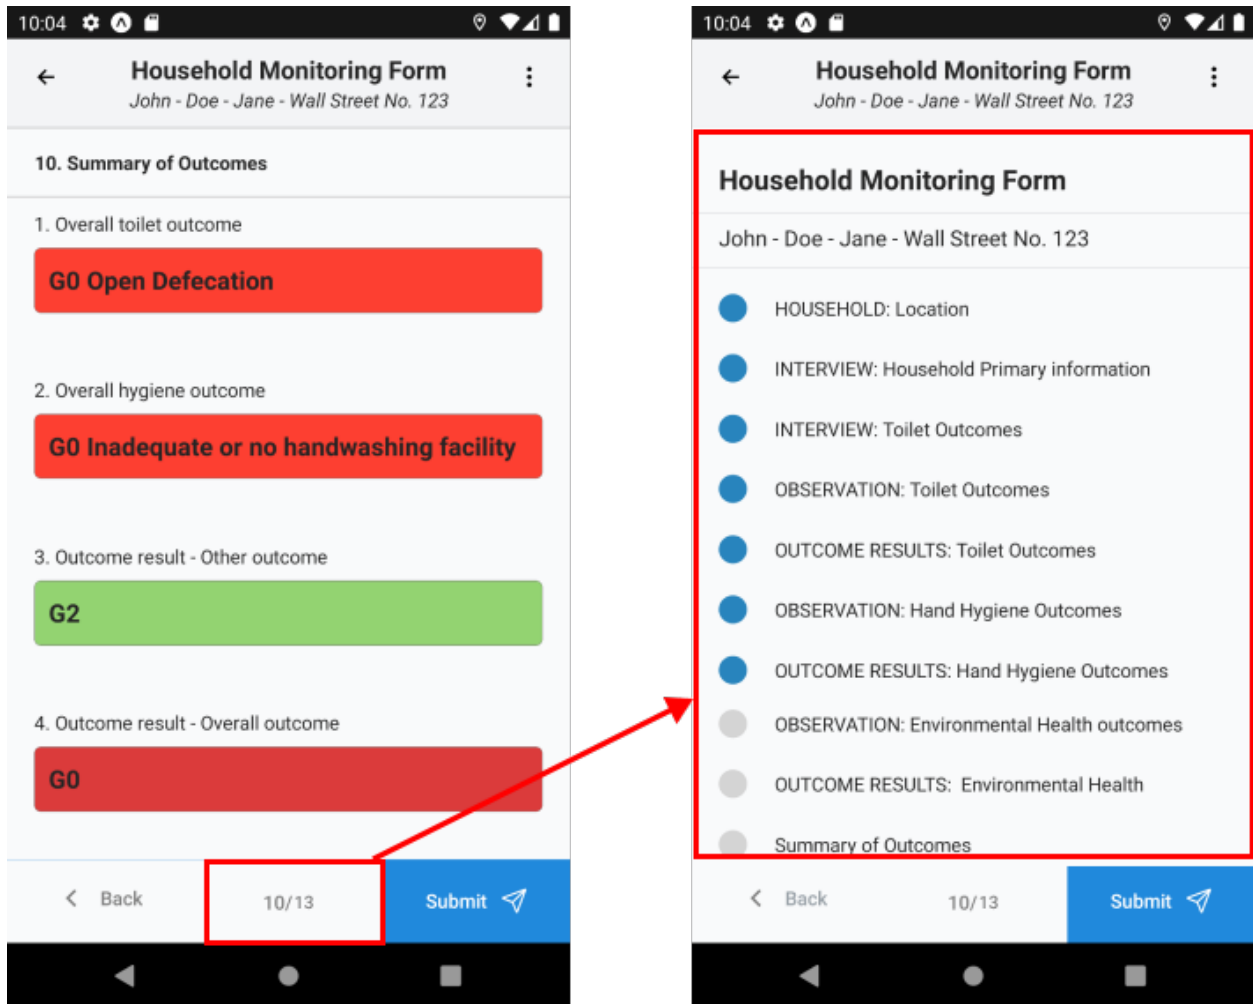 10:04
Household Monitoring Form
John - Doe - Jane - Wall Street No. 123
10. Summary of Outcomes
1. Overall toilet outcome
G0 Open Defecation
2. Overall hygiene outcome
G0 Inadequate or no handwashing facility
3. Outcome result - Other outcome
G2
4. Outcome result - Overall outcome
G0
Back
10/13
Submit
10:04
Household Monitoring Form
John - Doe - Jane - Wall Street No. 123
Household Monitoring Form
John - Doe - Jane - Wall Street No. 123
HOUSEHOLD: Location
INTERVIEW: Household Primary information
INTERVIEW: Toilet Outcomes
OBSERVATION: Toilet Outcomes
OUTCOME RESULTS: Toilet Outcomes
OBSERVATION: Hand Hygiene Outcomes
OUTCOME RESULTS: Hand Hygiene Outcomes
OBSERVATION: Environmental Health outcomes
OUTCOME RESULTS:  Environmental Health
Summary of Outcomes
Back
10/13
Submit